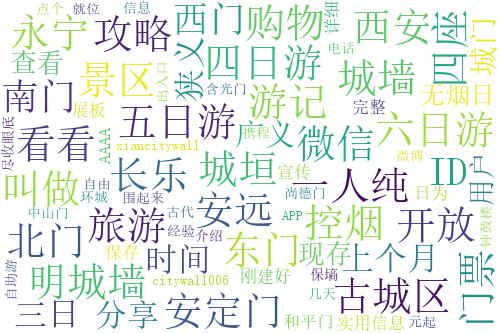 点个 就位 信息
永宁 攻略 西门 购物 详细 西安 四座 城门
查看 景区 狭义 四日游 电话 城墙 无烟日
南门 展板 出入口 游记 含光门 完整
尽收眼底 看看 AAAA 五日游 广义 微信 六日游
xiancitywall 携程 微博 ID 用户
叫做 长乐 城垣 宣传 一人纯
中山门 自由 环城 围起来 安远 尚德门 控烟 日为 开放 门票
北门 旅游 古代 经验 介绍 东门 APP 现存 上个月 钟鼓楼
自助游 明城墙 保存 时间 citywall006 刚建好 保墒 几天 古城区
三日 分享 安定门 和平门 实用信息 元起